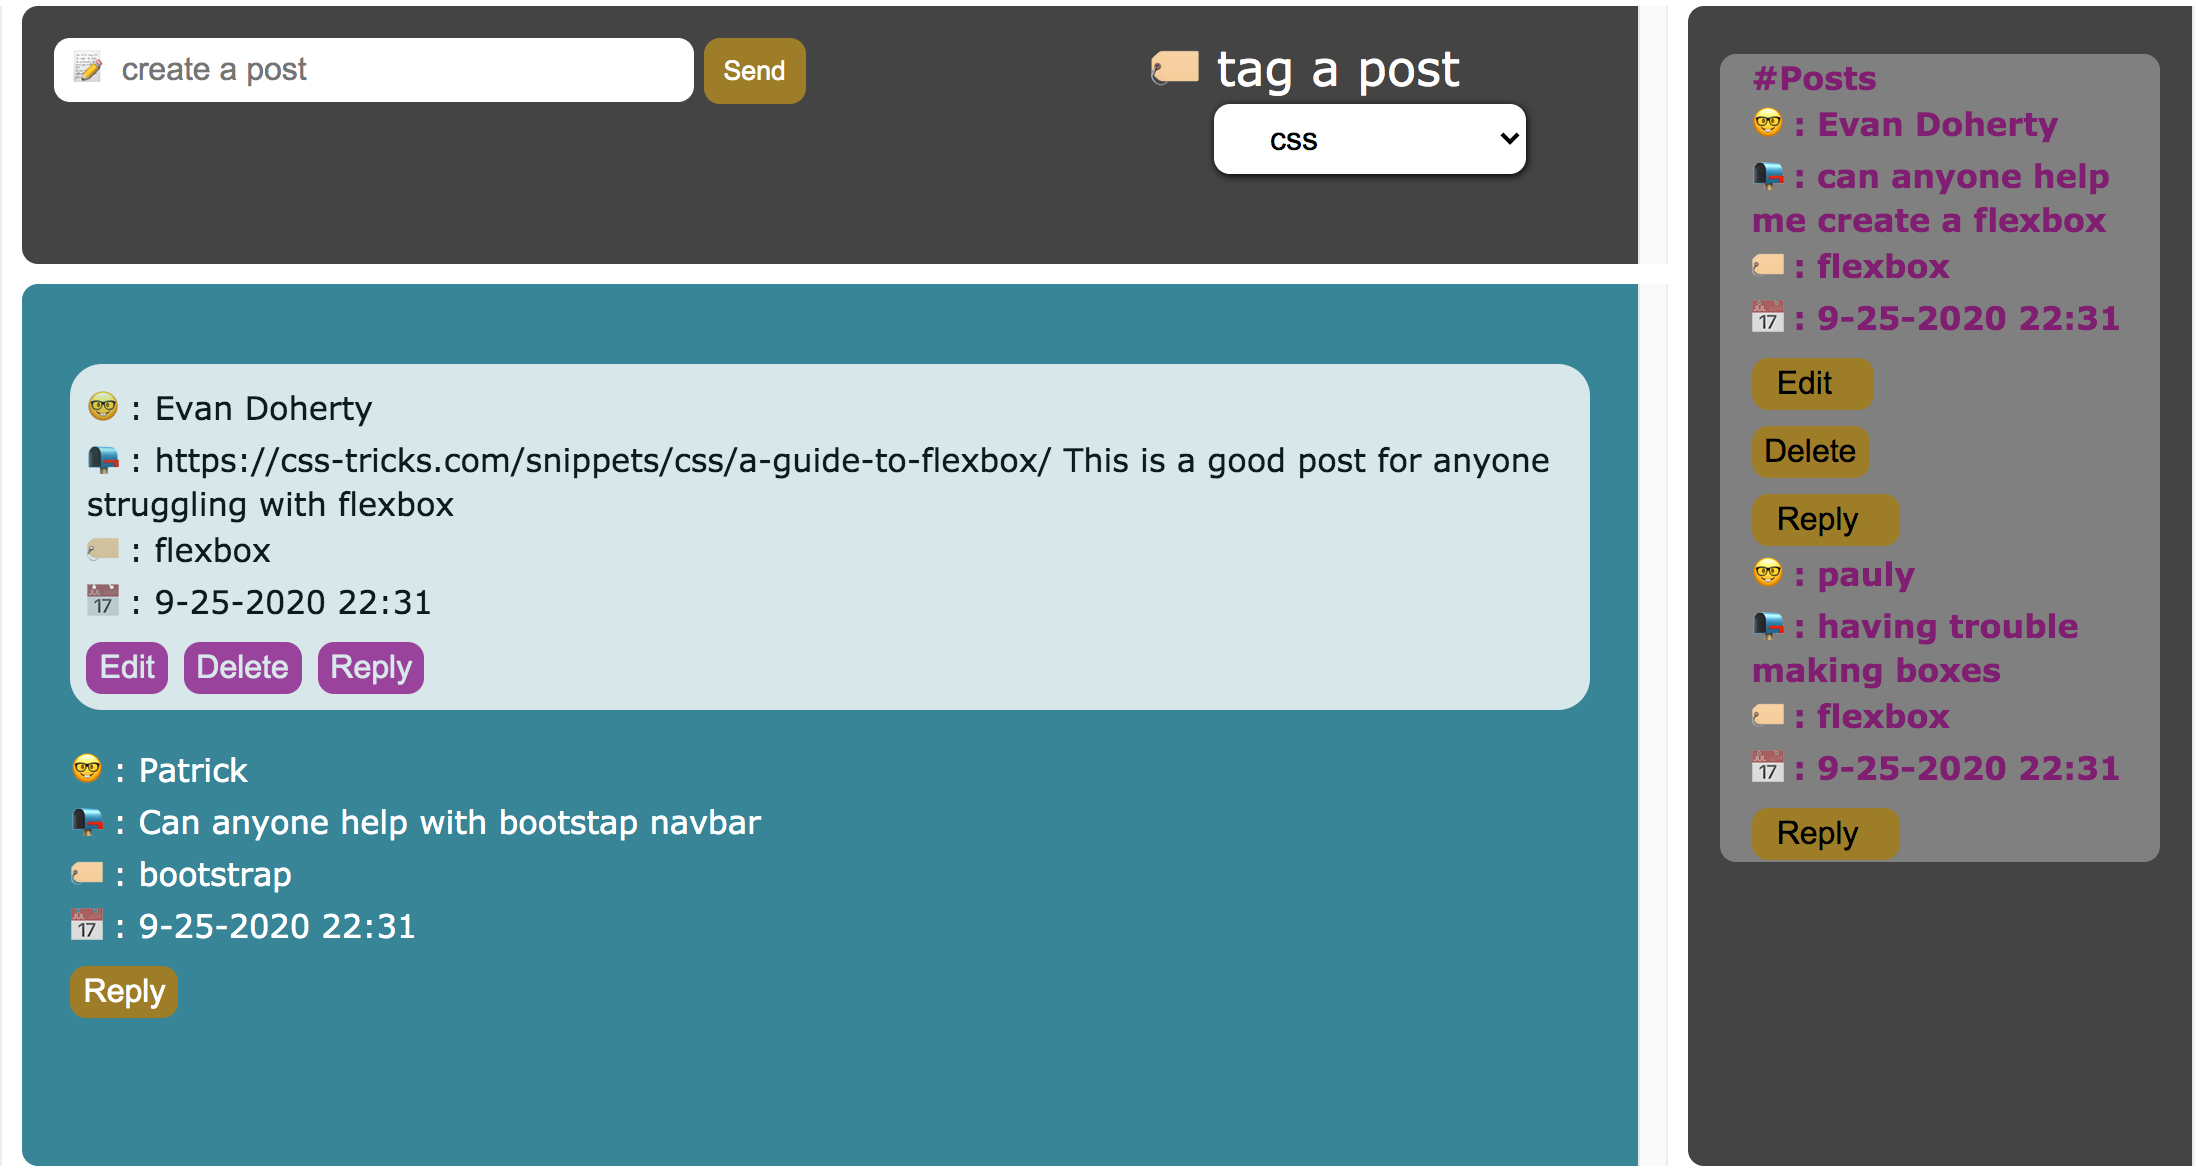 📝 create a post
Send
🏷️ tag a post
css
🤓 : Evan Doherty
📭 : https://css-tricks.com/snippets/css/a-guide-to-flexbox/ This is a good post for anyone
struggling with flexbox
🏷️ : flexbox
📅 : 9-25-2020 22:31
Edit Delete Reply
🤓 : Patrick
📭 : Can anyone help with bootstap navbar
🏷️ : bootstrap
📅 : 9-25-2020 22:31
Reply
#Posts
🤓 : Evan Doherty
📭 : can anyone help
me create a flexbox
🏷️ : flexbox
📅 : 9-25-2020 22:31
Edit
Delete
Reply
🤓 : pauly
📭 : having trouble
making boxes
🏷️ : flexbox
📅 : 9-25-2020 22:31
Reply